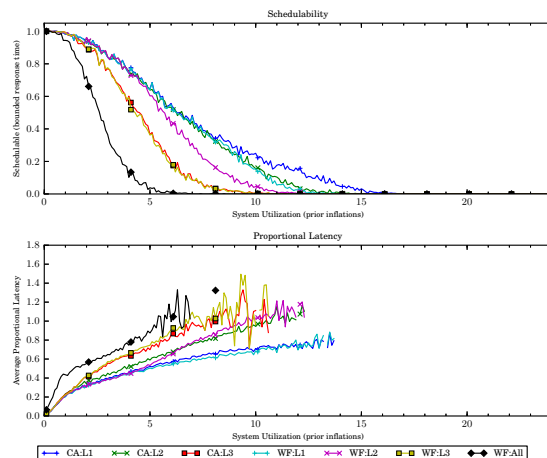 Schedulability
1.0
0.8
0.6
0.4
0.2
0.0
Schedulable (bounded response time)
0 5 10 15 20
System Utilization (prior inflations)
Proportional Latency
1.8
1.6
1.4
1.2
1.0
0.8
0.6
0.4
0.2
0.0
Average Proportional Latency
0 5 10 15 20
System Utilization (prior inflations)
CA:L1 CA:L2 CA:L3 WF:L1 WF:L2 WF:L3 WF:All